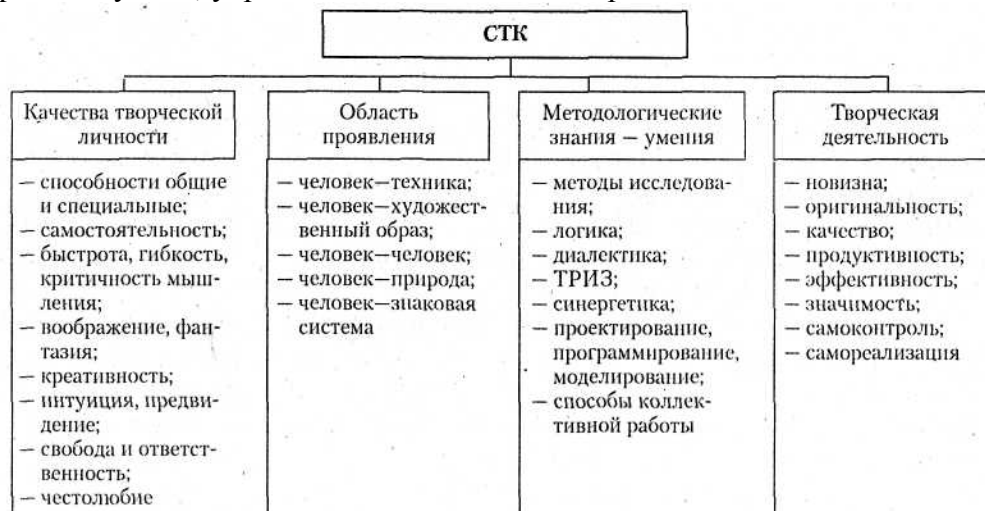 СТК
Качества творческой
личности
— способности общие
и специальные;
— самостоятельность;
— быстрота, гибкость,
критичность мыш-
ления;
— воображение, фан-
тазия;
— креативность;
— интуиция, предви-
дение;
— свобода и ответст-
венность;
— честолюбие
Область
проявления
— человек—техника;
— человек—художест-
венный образ;
— человек—человек;
— человек—природа;
— человек—знаковая
система
Методологические
знания — умения
— методы исследова-
ния;
— логика;
— диалектика;
— ТРИЗ;
— синергетика;
— проектирование,
программирование,
моделирование;
— способы коллек-
тивной работы
Творческая
деятельность
— новизна;
— оригинальность;
— качество;
— продуктивность;
— эффективность;
— значимость;
— самоконтроль;
— самореализация